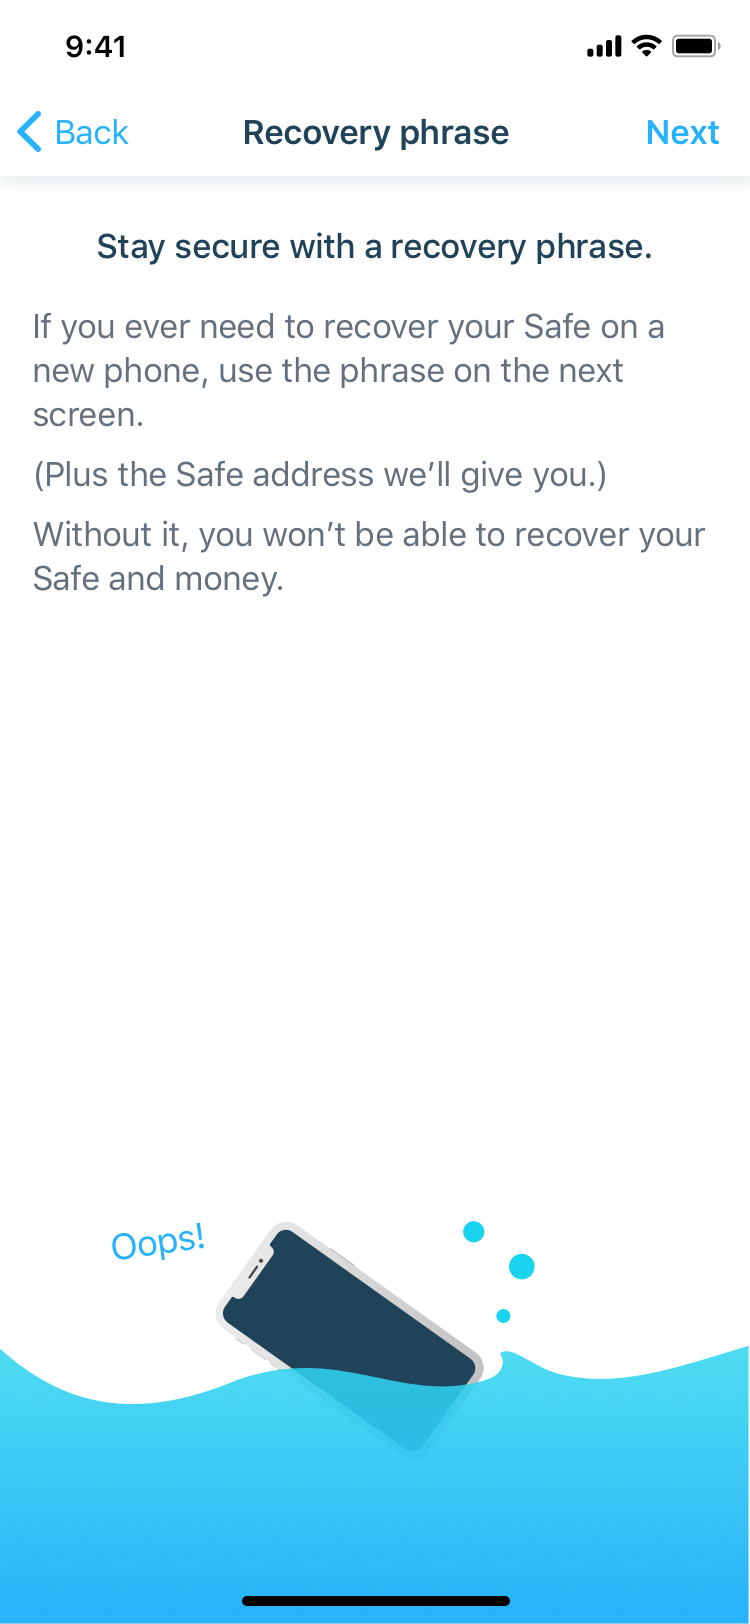 9:41
Back Recovery phrase Next
Stay secure with a recovery phrase.
If you ever need to recover your Safe on a
new phone, use the phrase on the next
screen.
(Plus the Safe address we’ll give you.)
Without it, you won’t be able to recover your
Safe and money.
Oops!